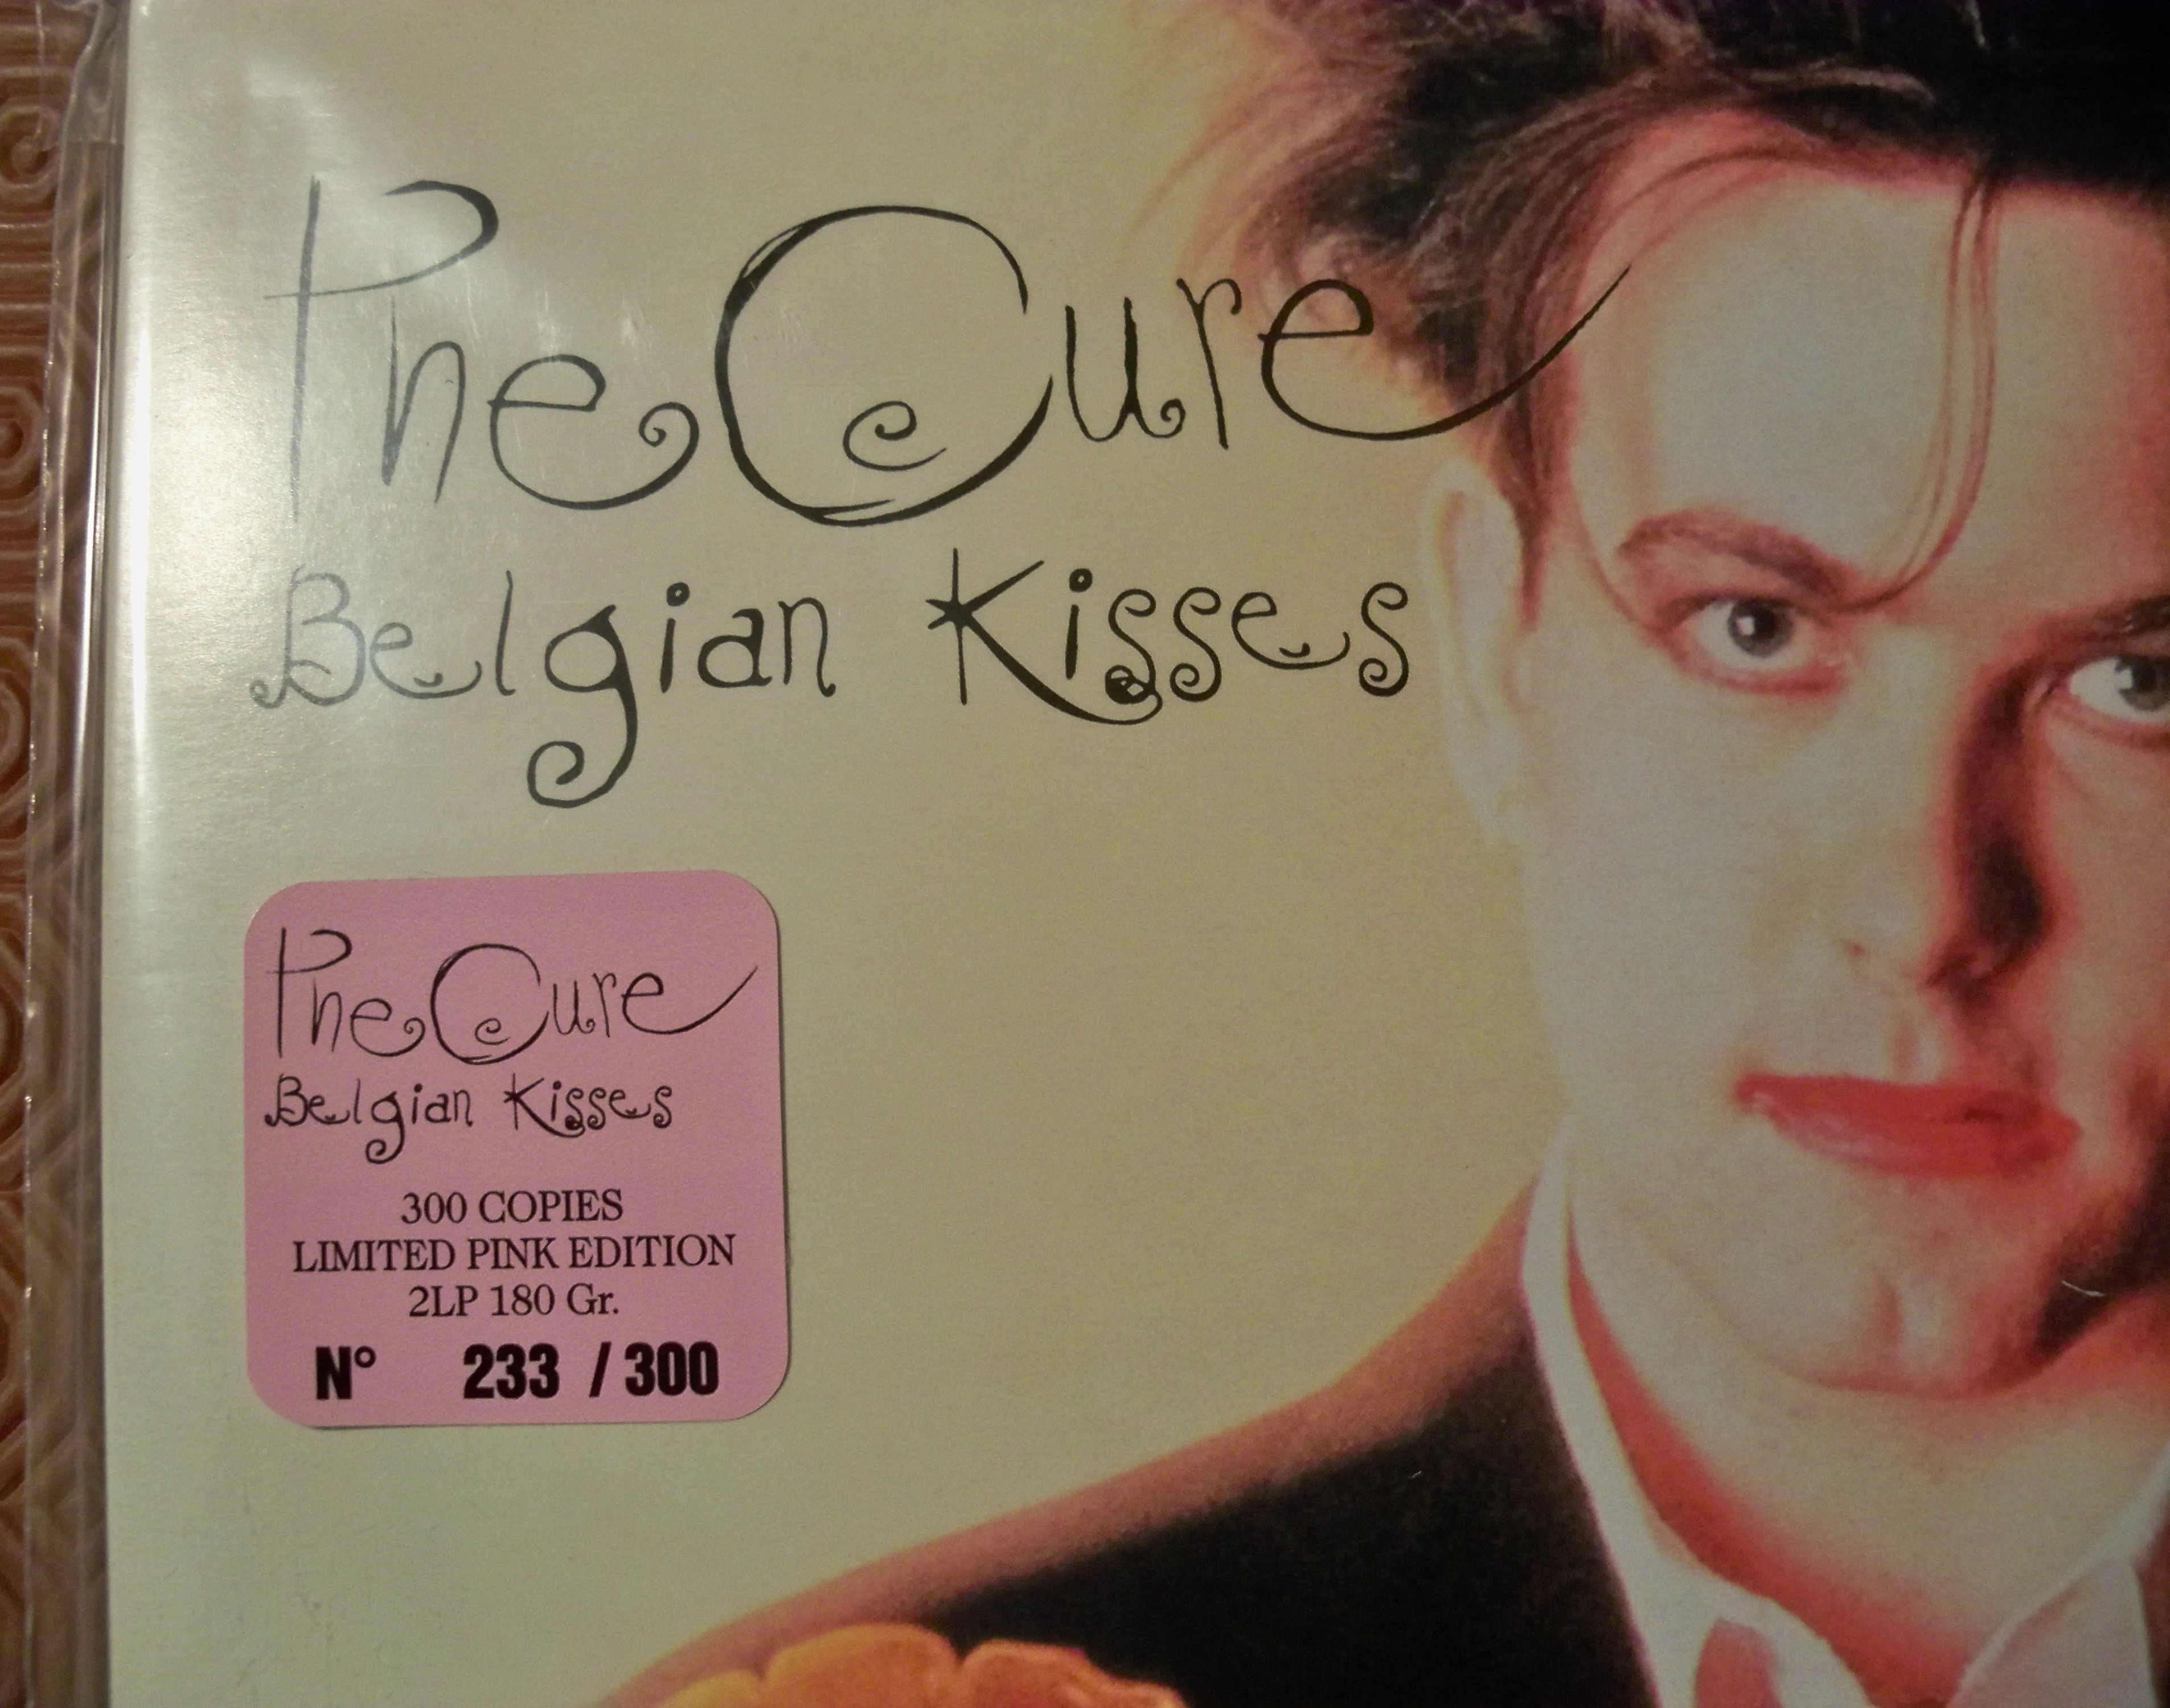 The Cure
Belgian Kisses
The Cure
Belgian Kisses
300 COPIES
LIMITED PINK EDITION
2LP 180 Gr.
N° 233 / 300